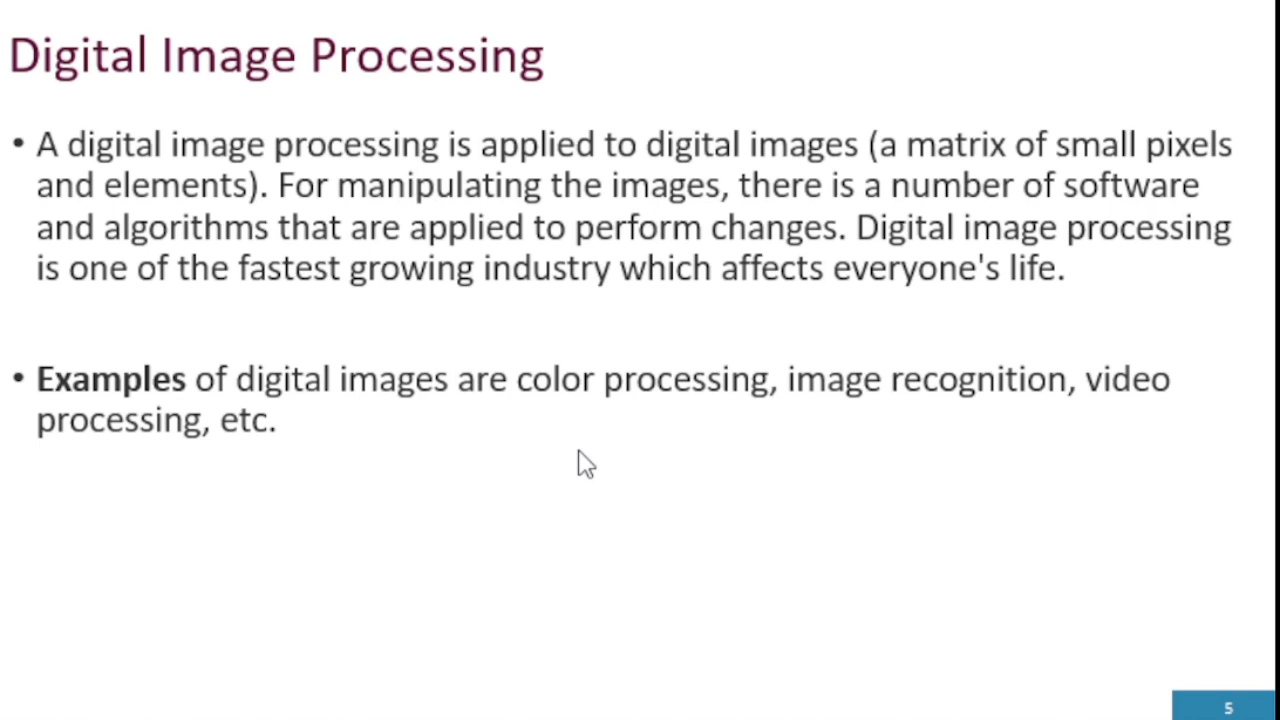 Digital Image Processing
• A digital image processing is applied to digital images (a matrix of small pixels
and elements). For manipulating the images, there is a number of software
and algorithms that are applied to perform changes. Digital image processing
is one of the fastest growing industry which affects everyone's life.
• Examples of digital images are color processing, image recognition, video
processing, etc.
5